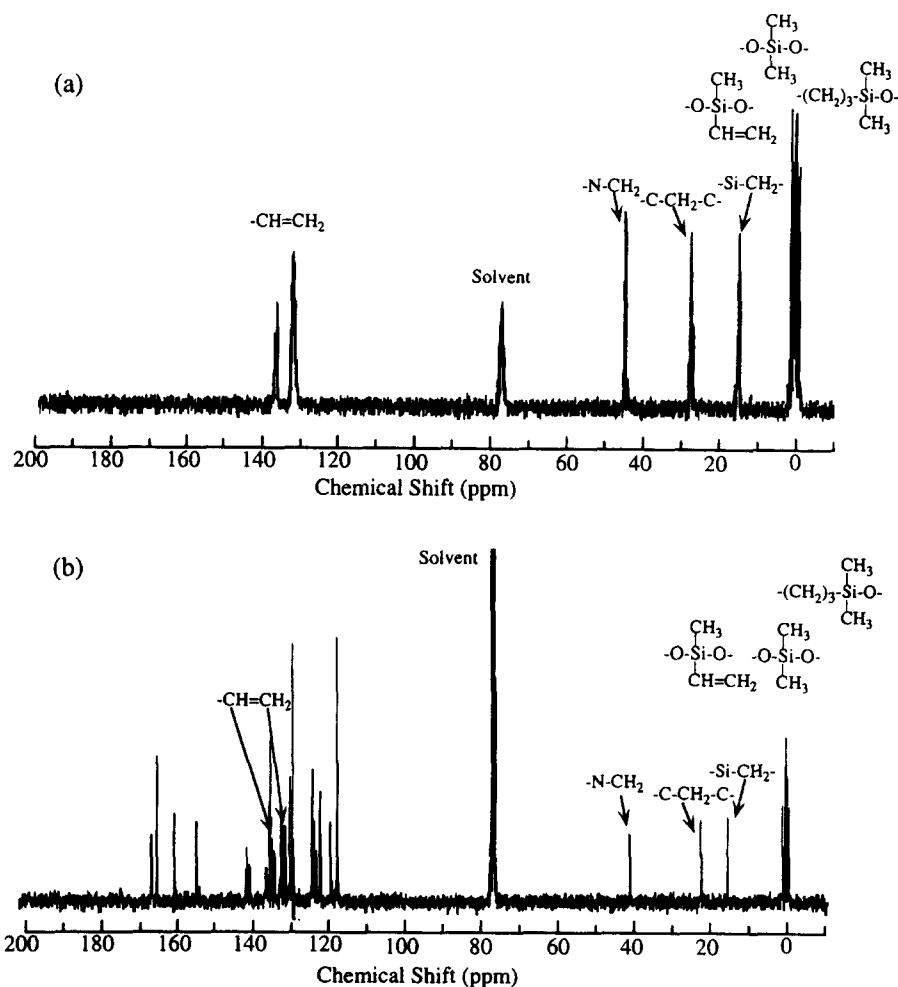 (a)
CH₃
-O-Si-O-
CH₃
CH₃
-(CH₂)₃-Si-O-
CH₃
CH₃
-O-Si-O-
CH=CH₂
-N-CH₂
-C-CH₂-C-
-Si-CH₂-
-CH=CH₂
Solvent
200 180 160 140 120 100 80 60 40 20 0
Chemical Shift (ppm)
(b)
Solvent
CH₃
-(CH₂)₃-Si-O-
CH₃
CH₃
-O-Si-O-
CH=CH₂
CH₃
-O-Si-O-
CH₃
-CH=CH₂
-N-CH₂
-C-CH₂-C-
-Si-CH₂-
200 180 160 140 120 100 80 60 40 20 0
Chemical Shift (ppm)